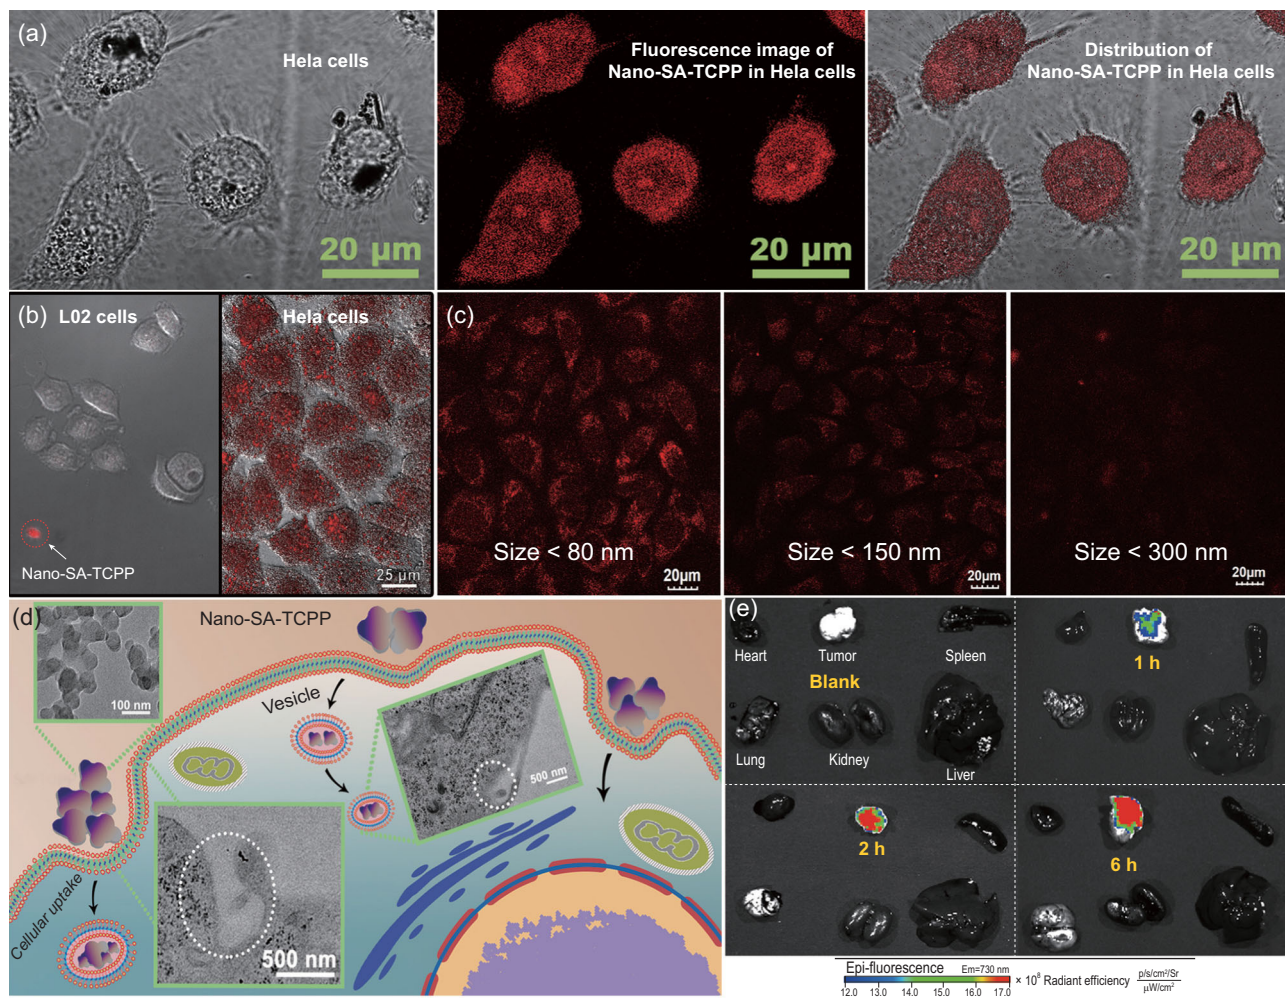 (a)
Hela cells
20 µm
Fluorescence image of
Nano-SA-TCPP in Hela cells
20 µm
Distribution of
Nano-SA-TCPP in Hela cells
20 µm
(b)
L02 cells
Nano-SA-TCPP
Hela cells
25 µm
(c)
Size < 80 nm
20µm
Size < 150 nm
20µm
Size < 300 nm
20µm
(d)
Nano-SA-TCPP
100 nm
Vesicle
500 nm
500 nm
Cellular uptake
(e)
Heart
Tumor
Spleen
Blank
Lung
Kidney
Liver
1 h
2 h
6 h
Epi-fluorescence Em=730 nm
12.0 13.0 14.0 15.0 16.0 17.0
× 10⁸ Radiant efficiency
p/s/cm²/Sr
µW/cm²